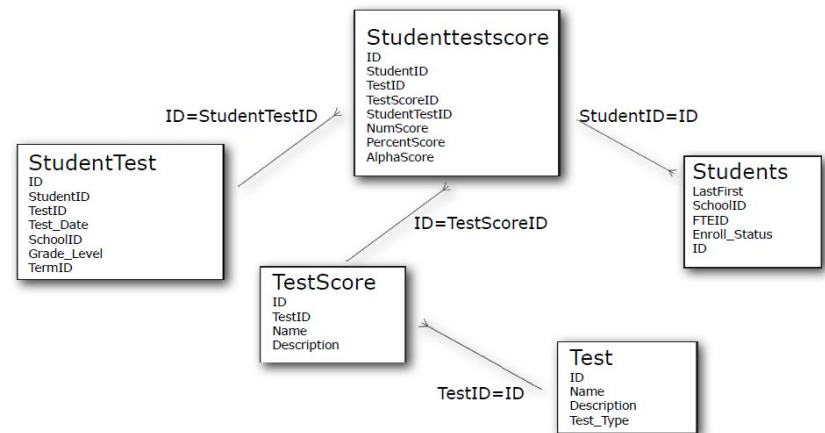 Studenttestscore
ID
StudentID
TestID
TestScoreID
StudentTestID
NumScore
PercentScore
AlphaScore
ID=StudentTestID
StudentID=ID
StudentTest
ID
StudentID
TestID
Test_Date
SchoolID
Grade_Level
TermID
Students
LastFirst
SchoolID
FTEID
Enroll_Status
ID
ID=TestScoreID
TestScore
ID
TestID
Name
Description
TestID=ID
Test
ID
Name
Description
Test_Type